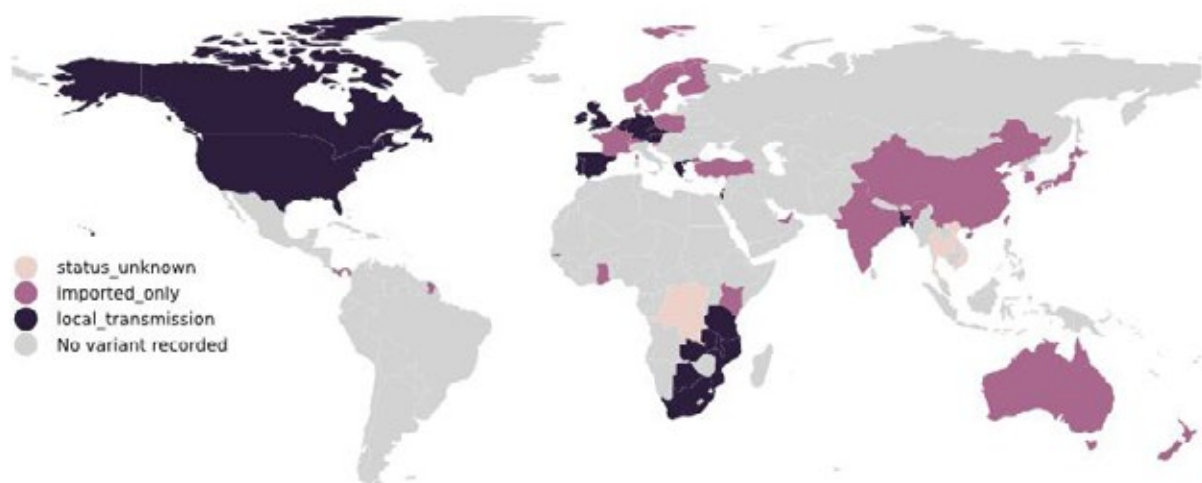 status_unknown
Imported_only
local_transmission
No variant recorded